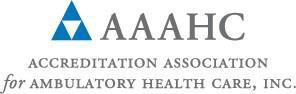 AAAHC
ACCREDITATION ASSOCIATION
for AMBULATORY HEALTH CARE, INC.